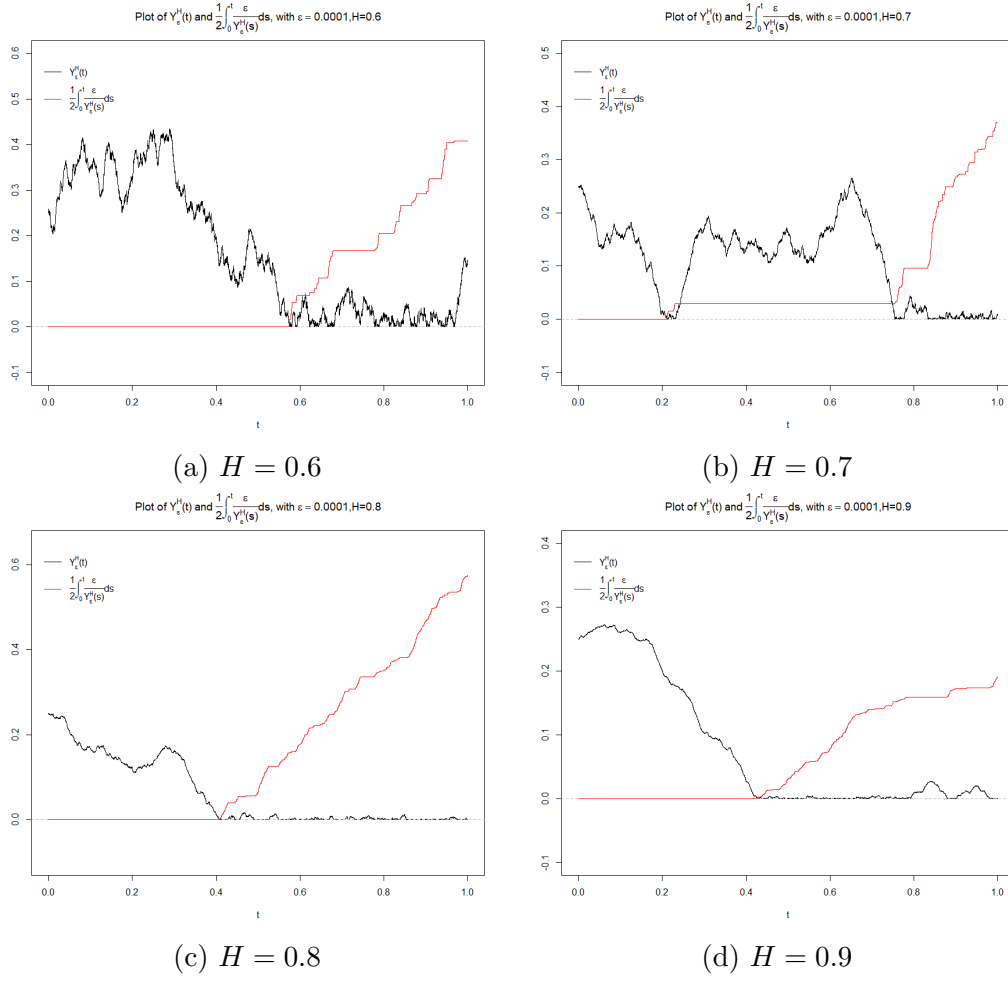 Plot of Y_ε^H(t) and 1/2 ∫_0^t ε/Y_ε^H(s) ds, with ε = 0.0001,H=0.6
0.6
0.5
0.4
0.3
0.2
0.1
0.0
-0.1
Y_ε^H(t)
1/2 ∫_0^t ε/Y_ε^H(s) ds
0.0 0.2 0.4 0.6 0.8 1.0
t
(a) H = 0.6
Plot of Y_ε^H(t) and 1/2 ∫_0^t ε/Y_ε^H(s) ds, with ε = 0.0001,H=0.7
0.5
0.4
0.3
0.2
0.1
0.0
-0.1
Y_ε^H(t)
1/2 ∫_0^t ε/Y_ε^H(s) ds
0.0 0.2 0.4 0.6 0.8 1.0
t
(b) H = 0.7
Plot of Y_ε^H(t) and 1/2 ∫_0^t ε/Y_ε^H(s) ds, with ε = 0.0001,H=0.8
0.6
0.4
0.2
0.0
Y_ε^H(t)
1/2 ∫_0^t ε/Y_ε^H(s) ds
0.0 0.2 0.4 0.6 0.8 1.0
t
(c) H = 0.8
Plot of Y_ε^H(t) and 1/2 ∫_0^t ε/Y_ε^H(s) ds, with ε = 0.0001,H=0.9
0.4
0.3
0.2
0.1
0.0
-0.1
Y_ε^H(t)
1/2 ∫_0^t ε/Y_ε^H(s) ds
0.0 0.2 0.4 0.6 0.8 1.0
t
(d) H = 0.9